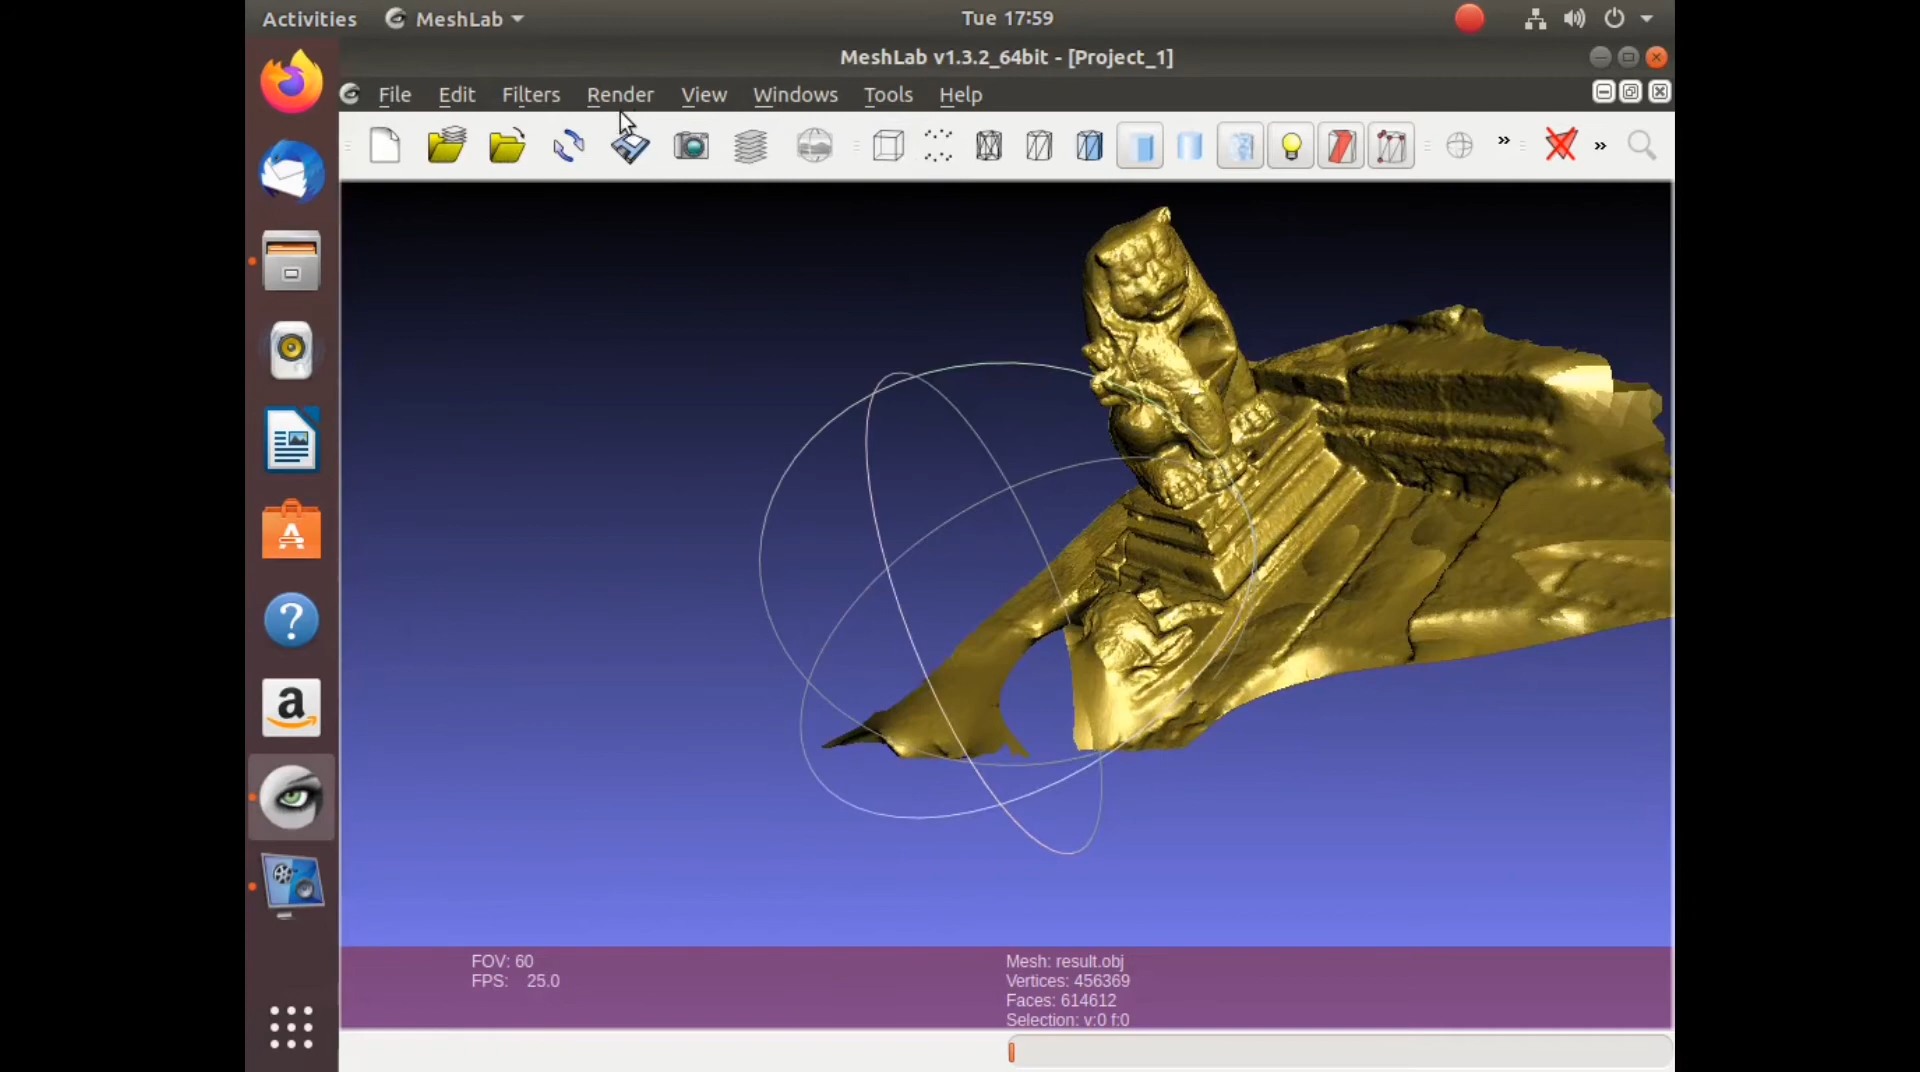 Activities
MeshLab
Tue 17:59
MeshLab v1.3.2_64bit - [Project_1]
File Edit Filters Render View Windows Tools Help
FOV: 60
FPS: 25.0
Mesh: result.obj
Vertices: 456369
Faces: 614612
Selection: v:0 f:0